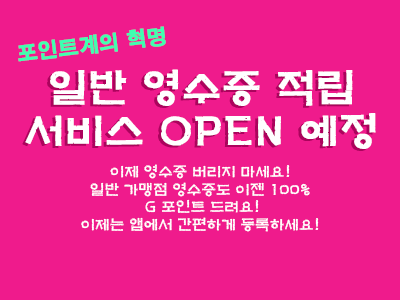 포인트계의 혁명
일반 영수증 적립
서비스 OPEN 예정
이제 영수증 버리지 마세요!
일반 가맹점 영수증도 이젠 100%
G 포인트 드려요!
이제는 앱에서 간편하게 등록하세요!